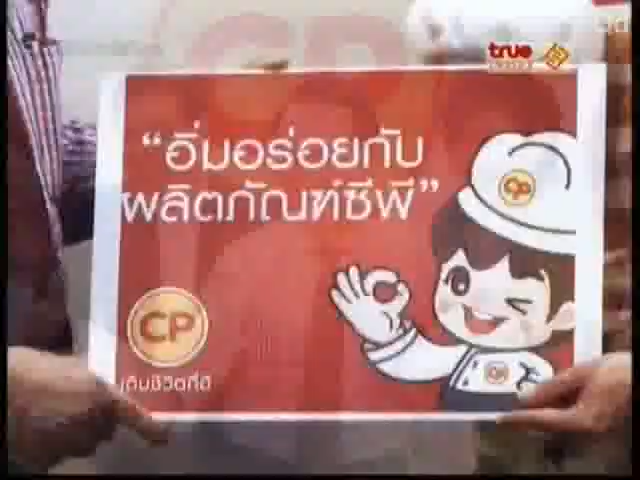 true
"อิ่มอร่อยกับ
ผลิตภัณฑ์ซีพี"
CP
CP
เติมชีวิตที่ดี